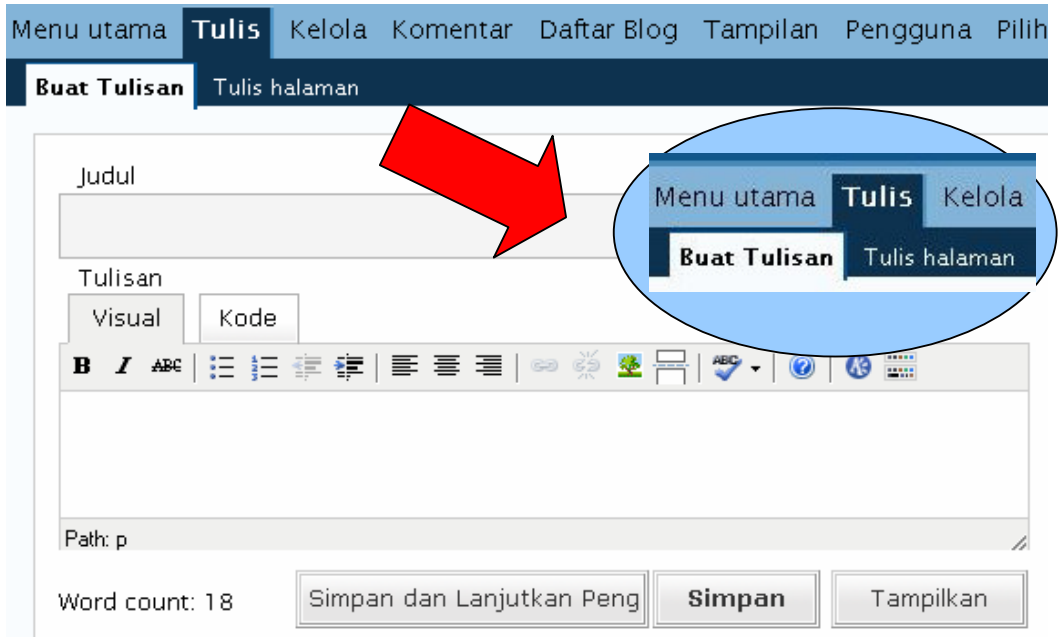 Menu utama Tulis Kelola Komentar Daftar Blog Tampilan Pengguna Pilih
Buat Tulisan Tulis halaman
Judul
Menu utama Tulis Kelola
Buat Tulisan Tulis halaman
Tulisan
Visual Kode
B I ABC ABC
Path: p
Word count: 18 Simpan dan Lanjutkan Peng Simpan Tampilkan